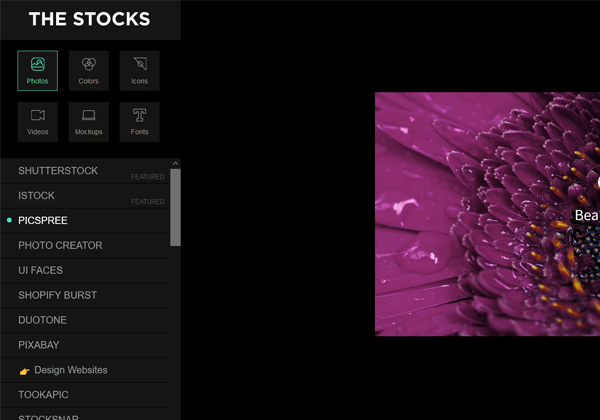 THE STOCKS
Photos
Colors
Icons
Videos
Mockups
Fonts
SHUTTERSTOCK
FEATURED
ISTOCK
FEATURED
PICSPREE
PHOTO CREATOR
UI FACES
SHOPIFY BURST
DUOTONE
PIXABAY
👉 Design Websites
TOOKAPIC
STOCKSNAP
Bea